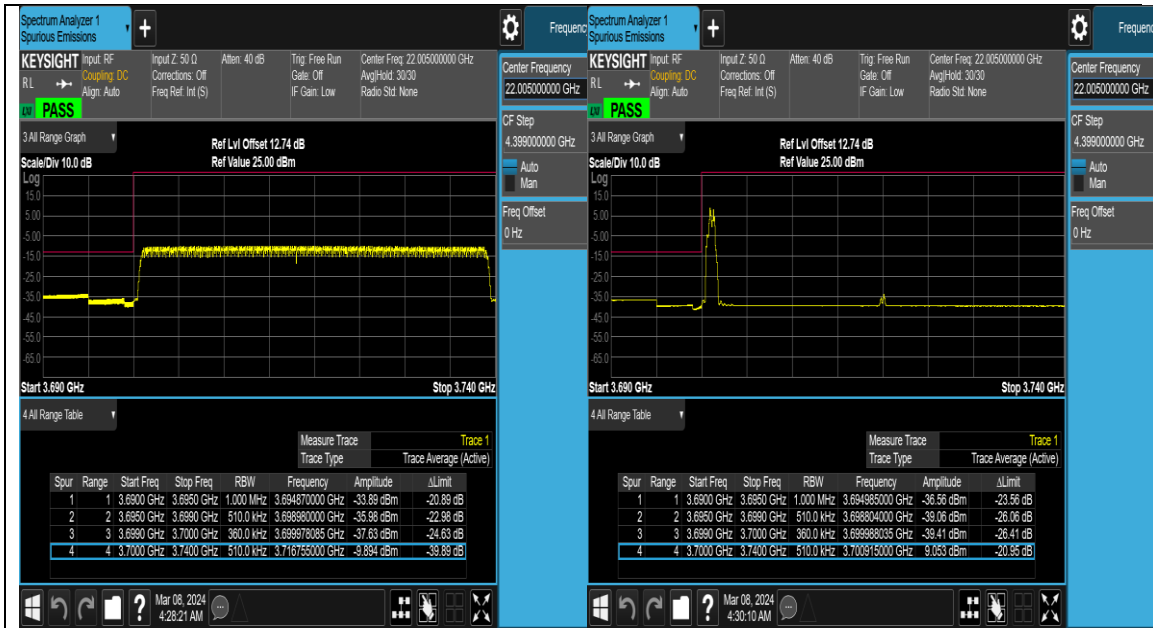 Spectrum Analyzer 1
Spurious Emissions
+
Frequenc
KEYSIGHT Input: RF Input Z: 50 Ω Atten: 40 dB Trig: Free Run Center Freq: 22.005000000 GHz
RL Coupling: DC Corrections: Off Gate: Off Avg|Hold: 30/30
Align: Auto Freq Ref: Int (S) IF Gain: Low Radio Std: None
PASS
Center Frequency
22.005000000 GHz
CF Step
4.399000000 GHz
Auto
Man
Freq Offset
0 Hz
3 All Range Graph
Ref Lvl Offset 12.74 dB
Scale/Div 10.0 dB Ref Value 25.00 dBm
Log
15.0
5.00
-5.00
-15.0
-25.0
-35.0
-45.0
-55.0
-65.0
Start 3.690 GHz Stop 3.740 GHz
4 All Range Table
Measure Trace Trace 1
Trace Type Trace Average (Active)
Spur Range Start Freq Stop Freq RBW Frequency Amplitude ΔLimit
1 1 3.6900 GHz 3.6950 GHz 1.000 MHz 3.694870000 GHz -33.89 dBm -20.89 dB
2 2 3.6950 GHz 3.6990 GHz 510.0 kHz 3.698980000 GHz -35.98 dBm -22.98 dB
3 3 3.6990 GHz 3.7000 GHz 360.0 kHz 3.699978085 GHz -37.63 dBm -24.63 dB
4 4 3.7000 GHz 3.7400 GHz 510.0 kHz 3.716755000 GHz -9.894 dBm -39.89 dB
?
Mar 08, 2024
4:28:21 AM
Spectrum Analyzer 1
Spurious Emissions
+
Frequenc
KEYSIGHT Input: RF Input Z: 50 Ω Atten: 40 dB Trig: Free Run Center Freq: 22.005000000 GHz
RL Coupling: DC Corrections: Off Gate: Off Avg|Hold: 30/30
Align: Auto Freq Ref: Int (S) IF Gain: Low Radio Std: None
PASS
Center Frequency
22.005000000 GHz
CF Step
4.399000000 GHz
Auto
Man
Freq Offset
0 Hz
3 All Range Graph
Ref Lvl Offset 12.74 dB
Scale/Div 10.0 dB Ref Value 25.00 dBm
Log
15.0
5.00
-5.00
-15.0
-25.0
-35.0
-45.0
-55.0
-65.0
Start 3.690 GHz Stop 3.740 GHz
4 All Range Table
Measure Trace Trace 1
Trace Type Trace Average (Active)
Spur Range Start Freq Stop Freq RBW Frequency Amplitude ΔLimit
1 1 3.6900 GHz 3.6950 GHz 1.000 MHz 3.694985000 GHz -36.56 dBm -23.56 dB
2 2 3.6950 GHz 3.6990 GHz 510.0 kHz 3.698804000 GHz -39.06 dBm -26.06 dB
3 3 3.6990 GHz 3.7000 GHz 360.0 kHz 3.699988035 GHz -39.41 dBm -26.41 dB
4 4 3.7000 GHz 3.7400 GHz 510.0 kHz 3.700915000 GHz 9.053 dBm -20.95 dB
?
Mar 08, 2024
4:30:10 AM